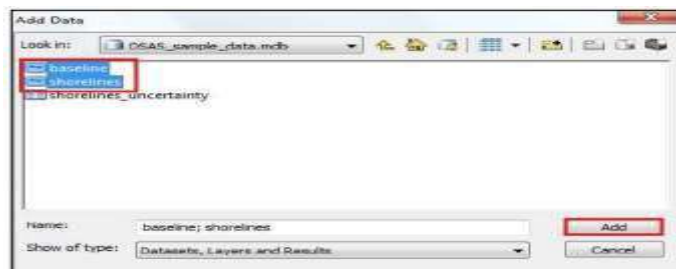 Add Data
Look in: DSAS_sample_data.mdb
baseline
shorelines
shorelines_uncertainty
Name: baseline; shorelines Add
Show of type: Datasets, Layers and Results Cancel